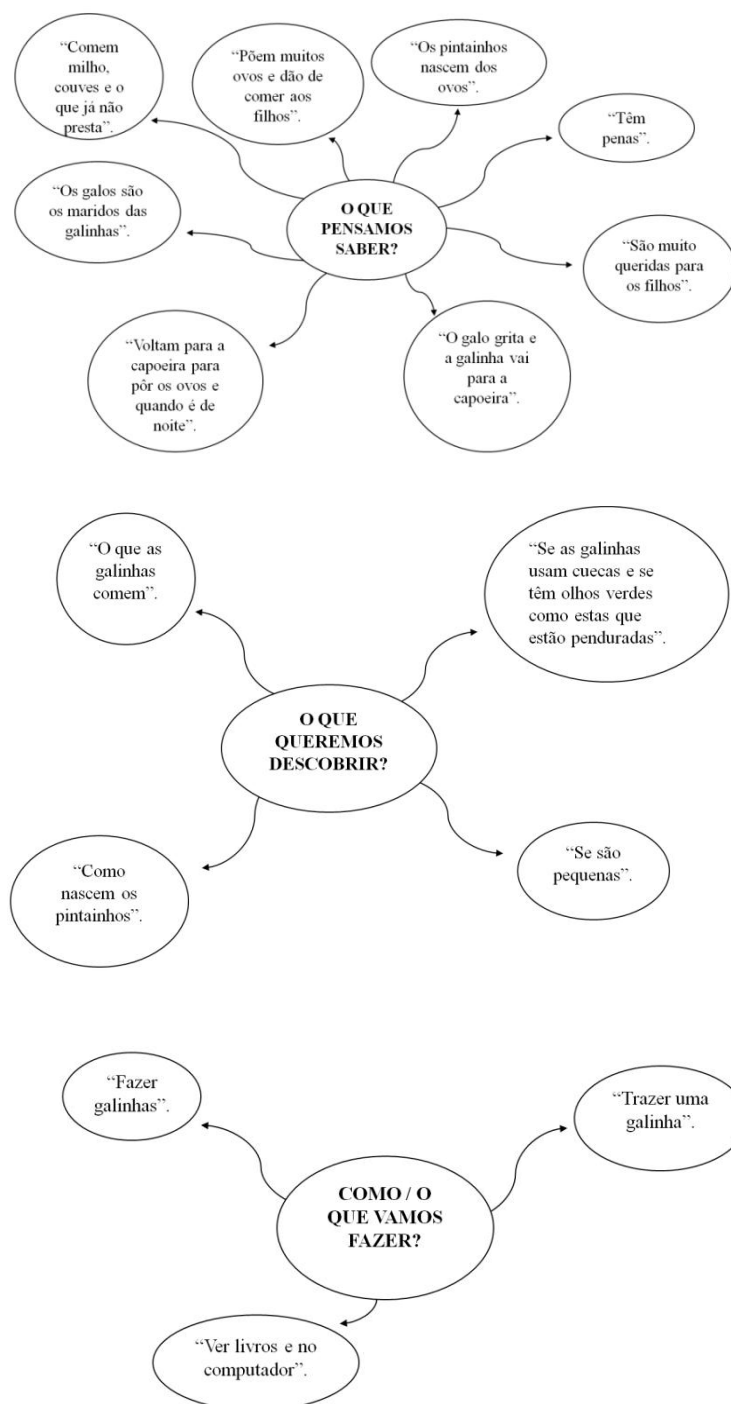 “Comem
milho,
couves e o
que já não
presta”.
“Põem muitos
ovos e dão de
comer aos
filhos”.
“Os pintainhos
nascem dos
ovos”.
“Têm
penas”.
“Os galos são
os maridos das
galinhas”.
O QUE
PENSAMOS
SABER?
“São muito
queridas para
os filhos”.
“Voltam para a
capoeira para
pôr os ovos e
quando é de
noite”.
“O galo grita e
a galinha vai
para a
capoeira”.
“O que as
galinhas
comem”.
“Se as galinhas
usam cuecas e se
têm olhos verdes
como estas que
estão penduradas”.
O QUE
QUEREMOS
DESCOBRIR?
“Como
nascem os
pintainhos”.
“Se são
pequenas”.
“Fazer
galinhas”.
“Trazer uma
galinha”.
COMO / O
QUE VAMOS
FAZER?
“Ver livros e no
computador”.